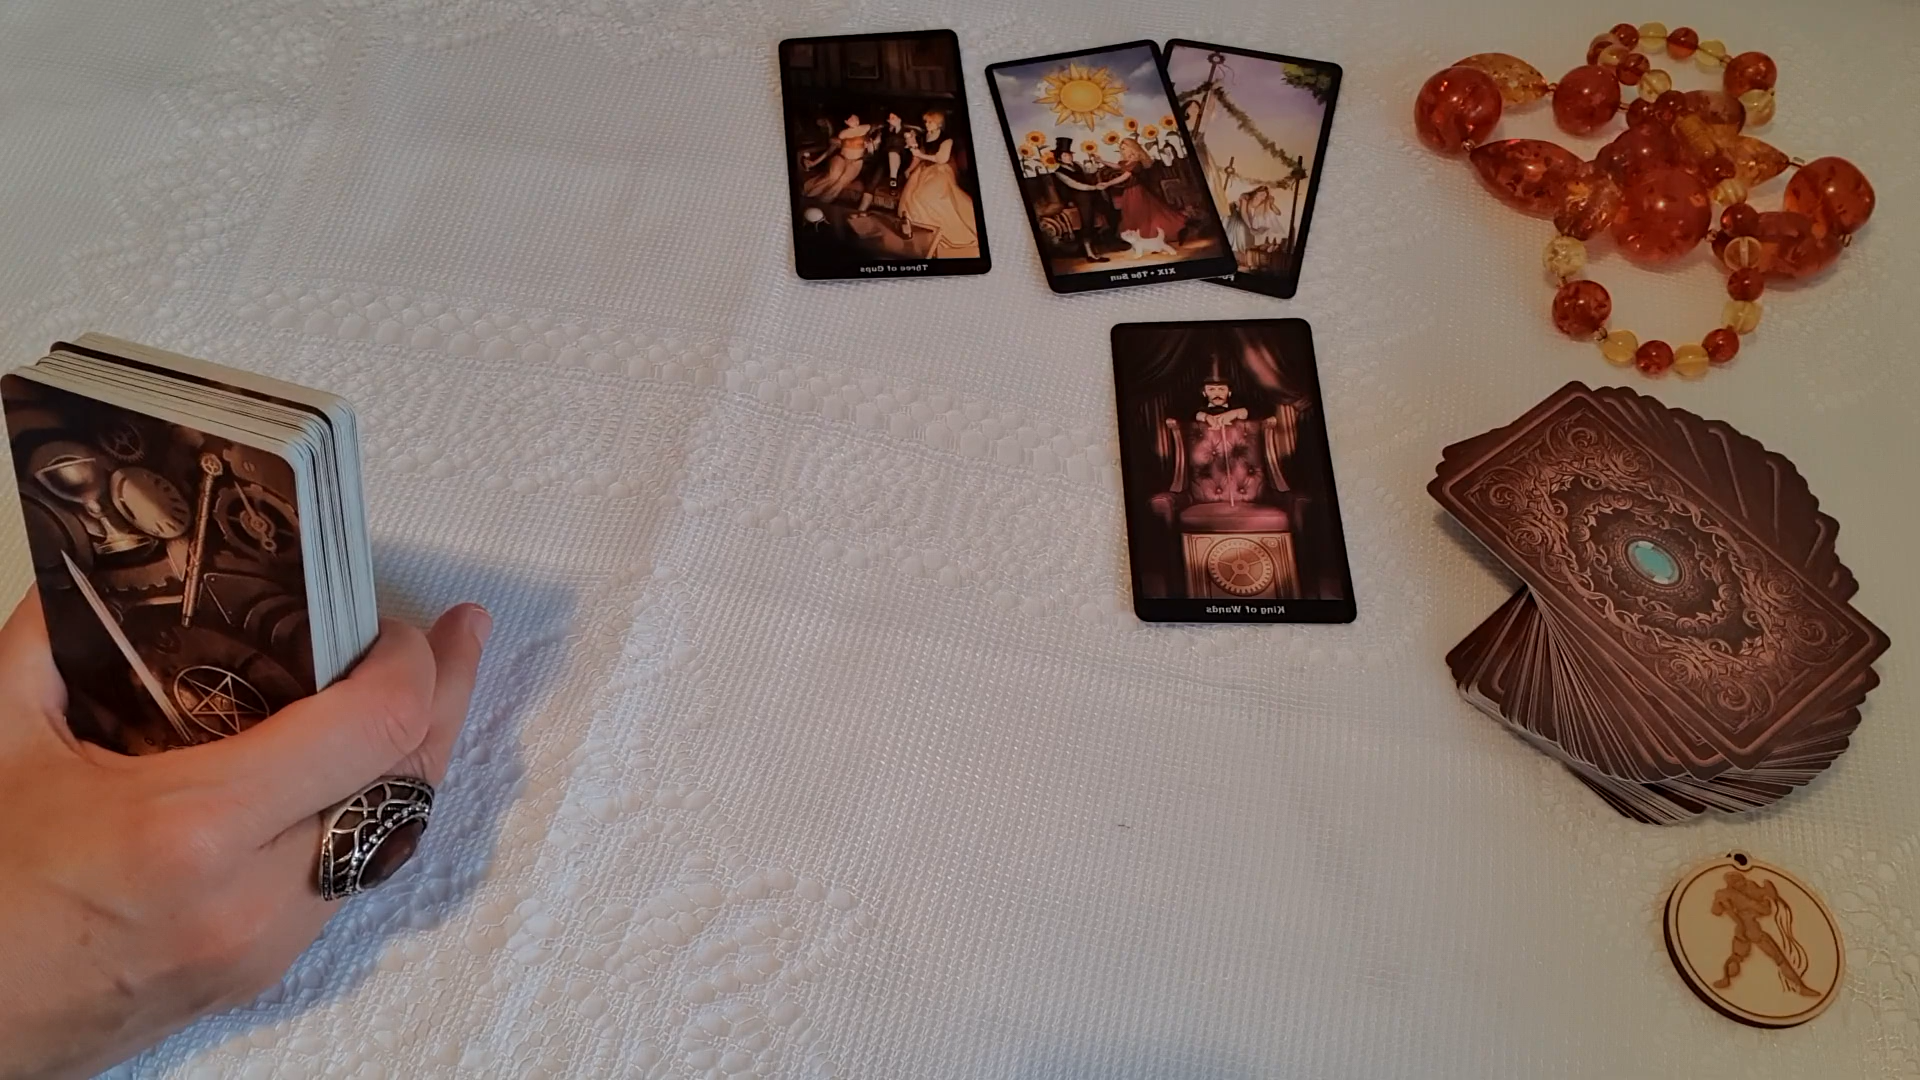 Three of Cups
XIX • The Sun
King of Wands